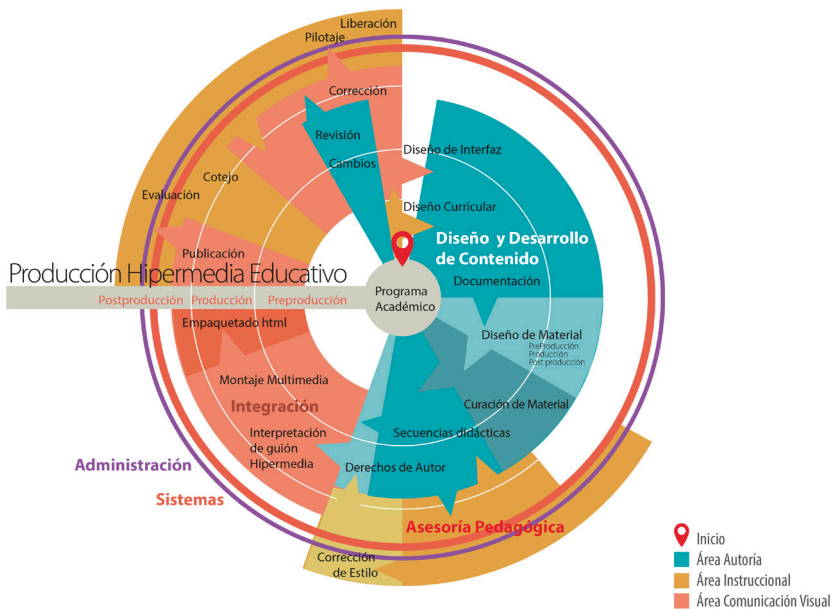 Liberación
Pilotaje
Corrección
Revisión
Cambios
Diseño de Interfaz
Cotejo
Evaluación
Diseño Curricular
Diseño y Desarrollo
de Contenido
Publicación
Producción Hipermedia Educativo
Documentación
Postproducción
Producción
Preproducción
Programa
Académico
Empaquetado html
Diseño de Material
PreProducción
Producción
Post producción
Montaje Multimedia
Integración
Curación de Material
Interpretación
de guión
Hipermedia
Secuencias didácticas
Derechos de Autor
Administración
Sistemas
Asesoría Pedagógica
Corrección
de Estilo
Inicio
Área Autoría
Área Instruccional
Área Comunicación Visual